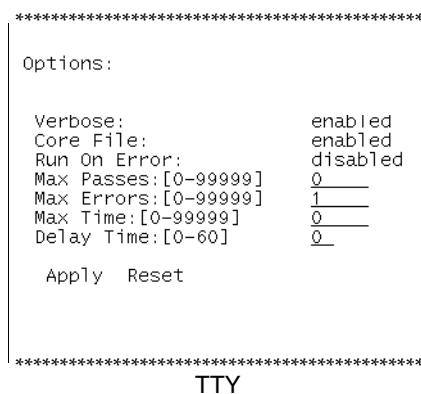 ************************************************
Options:
Verbose: enabled
Core File: enabled
Run On Error: disabled
Max Passes:[0-99999] 0
Max Errors:[0-99999] 1
Max Time:[0-99999] 0
Delay Time:[0-60] 0
Apply Reset
************************************************
TTY